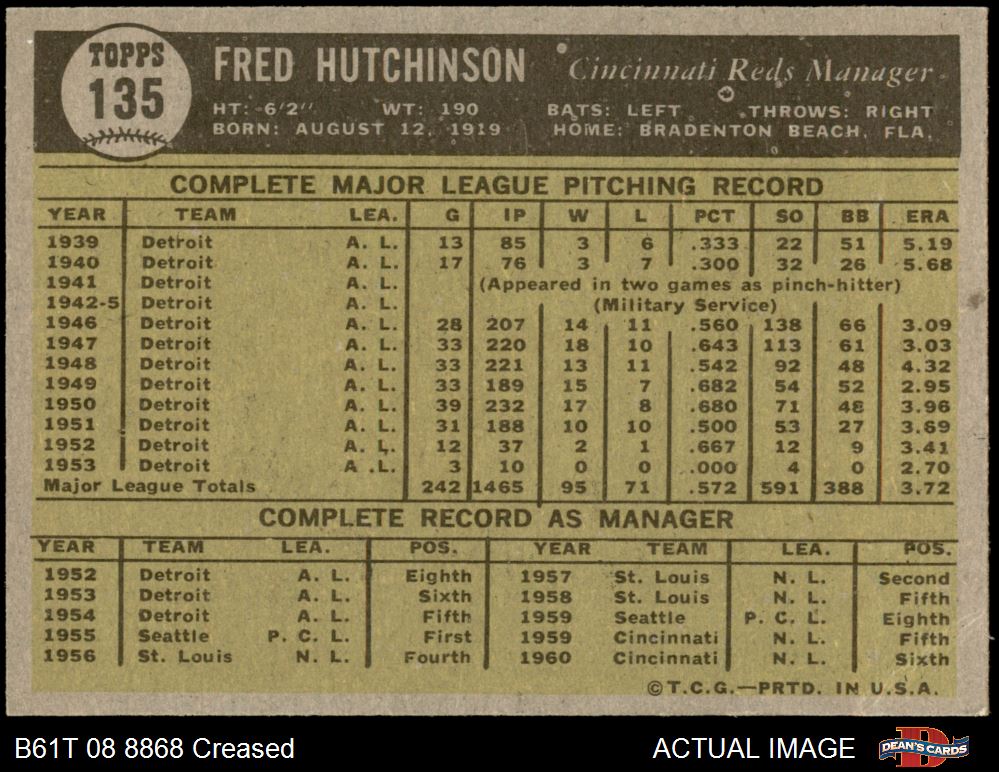 TOPPS
135
FRED HUTCHINSON Cincinnati Reds Manager
HT: 6'2" WT: 190 BATS: LEFT THROWS: RIGHT
BORN: AUGUST 12, 1919 HOME: BRADENTON BEACH, FLA.
COMPLETE MAJOR LEAGUE PITCHING RECORD
YEAR TEAM LEA. G IP W L PCT SO BB ERA
1939 Detroit A. L. 13 85 3 6 .333 22 51 5.19
1940 Detroit A. L. 17 76 3 7 .300 32 26 5.68
1941 Detroit A. L. (Appeared in two games as pinch-hitter)
1942-5 Detroit A. L. (Military Service)
1946 Detroit A. L. 28 207 14 11 .560 138 66 3.09
1947 Detroit A. L. 33 220 18 10 .643 113 61 3.03
1948 Detroit A. L. 33 221 13 11 .542 92 48 4.32
1949 Detroit A. L. 33 189 15 7 .682 54 52 2.95
1950 Detroit A. L. 39 232 17 8 .680 71 48 3.96
1951 Detroit A. L. 31 188 10 10 .500 53 27 3.69
1952 Detroit A. L. 12 37 2 1 .667 12 9 3.41
1953 Detroit A .L. 3 10 0 0 .000 4 0 2.70
Major League Totals 242 1465 95 71 .572 591 388 3.72
COMPLETE RECORD AS MANAGER
YEAR TEAM LEA. POS. YEAR TEAM LEA. POS.
1952 Detroit A. L. Eighth 1957 St. Louis N. L. Second
1953 Detroit A. L. Sixth 1958 St. Louis N. L. Fifth
1954 Detroit A. L. Fifth 1959 Seattle P. C. L. Eighth
1955 Seattle P. C. L. First 1959 Cincinnati N. L. Fifth
1956 St. Louis N. L. Fourth 1960 Cincinnati N. L. Sixth
©T.C.G.—PRTD. IN U.S.A.
B61T 08 8868 Creased ACTUAL IMAGE DEAN'S CARDS